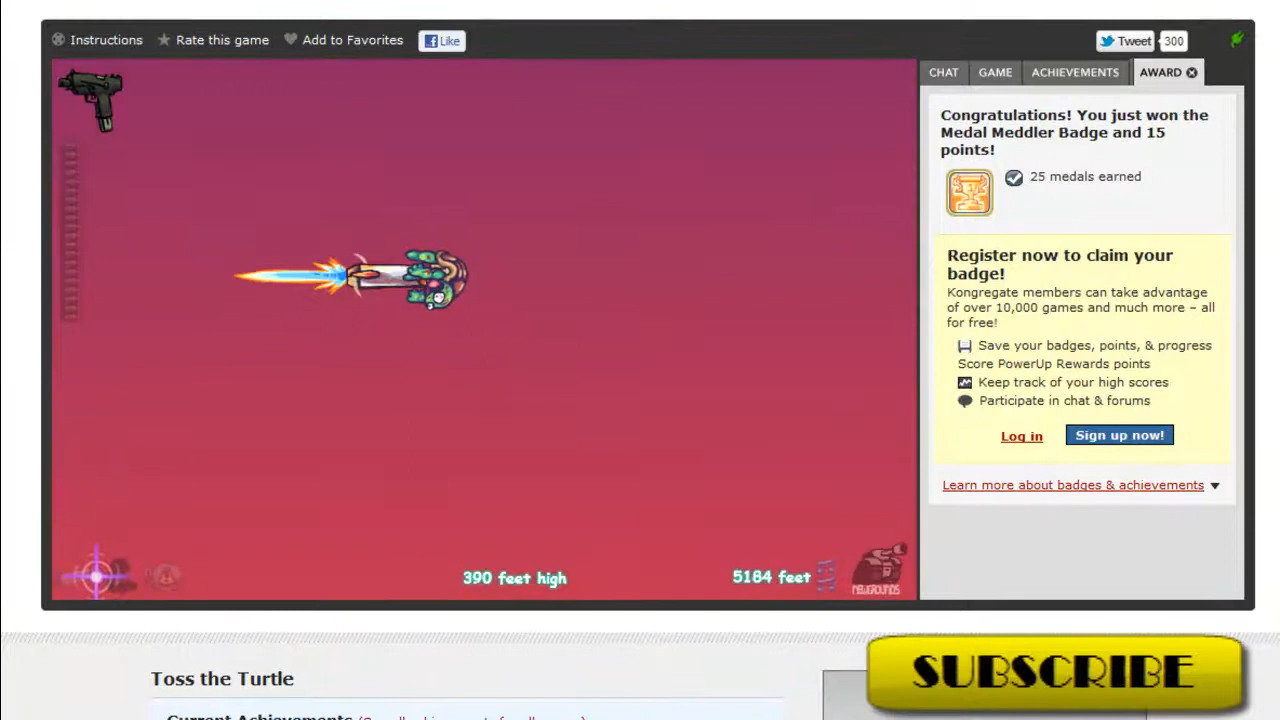 Instructions Rate this game Add to Favorites Like
Tweet 300
CHAT GAME ACHIEVEMENTS AWARD
Congratulations! You just won the
Medal Meddler Badge and 15
points!
25 medals earned
Register now to claim your
badge!
Kongregate members can take advantage
of over 10,000 games and much more – all
for free!
Save your badges, points, & progress
Score PowerUp Rewards points
Keep track of your high scores
Participate in chat & forums
Log in Sign up now!
Learn more about badges & achievements
390 feet high
5184 feet
NEWGROUNDS
Toss the Turtle
SUBSCRIBE
Current Achievements